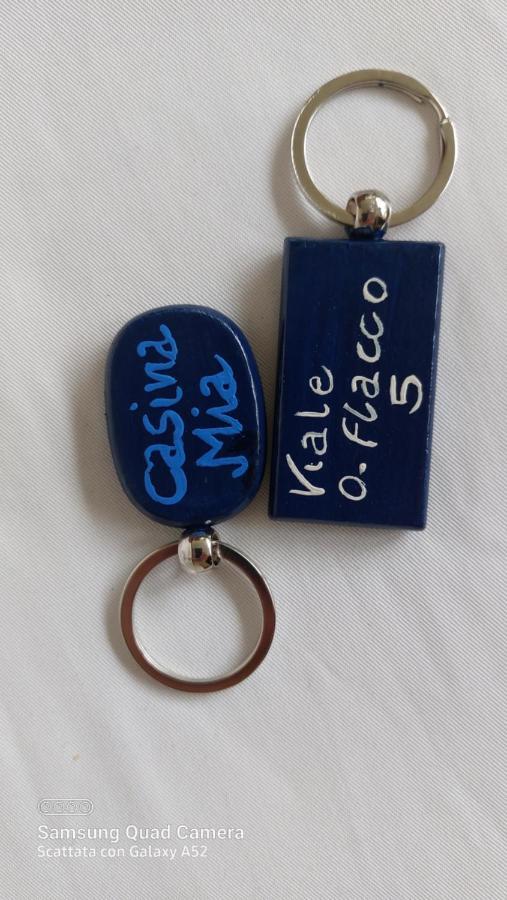 Casina
Mia
Viale
O. Flacco
5
Samsung Quad Camera
Scattata con Galaxy A52